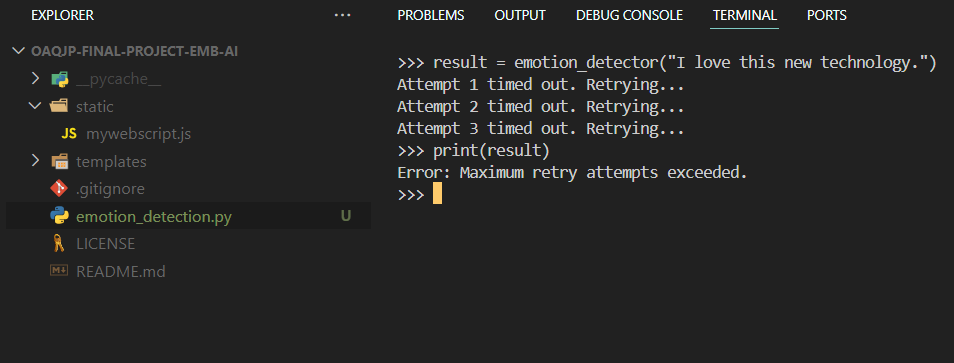 EXPLORER
...
OAQJP-FINAL-PROJECT-EMB-AI
__pycache__
static
JS mywebscript.js
templates
.gitignore
emotion_detection.py U
LICENSE
README.md
PROBLEMS OUTPUT DEBUG CONSOLE TERMINAL PORTS
>>> result = emotion_detector("I love this new technology.")
Attempt 1 timed out. Retrying...
Attempt 2 timed out. Retrying...
Attempt 3 timed out. Retrying...
>>> print(result)
Error: Maximum retry attempts exceeded.
>>>